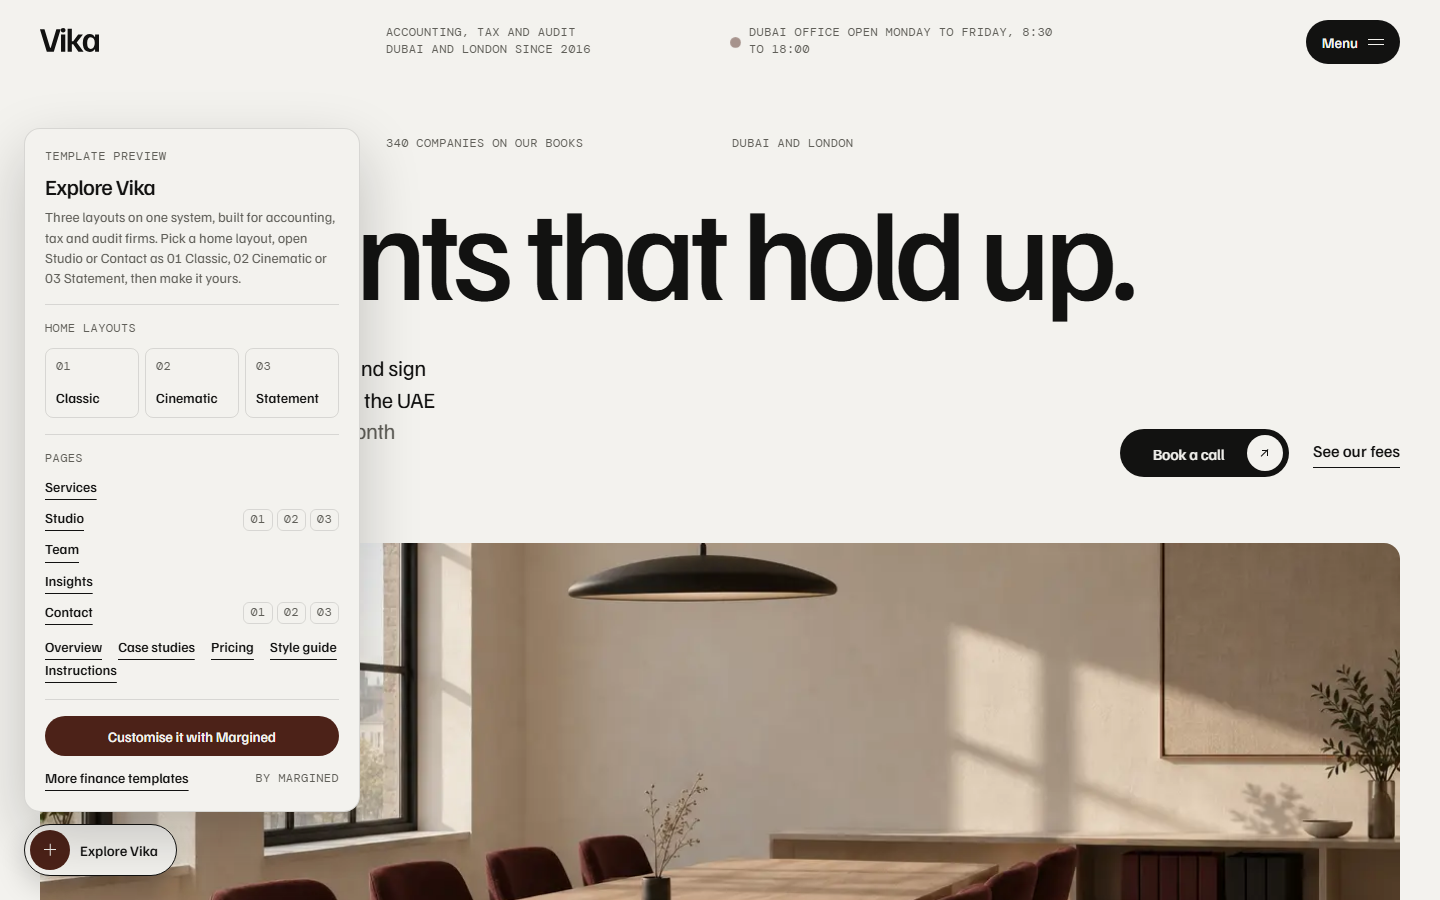 Vika
ACCOUNTING, TAX AND AUDIT
DUBAI AND LONDON SINCE 2016
DUBAI OFFICE OPEN MONDAY TO FRIDAY, 8:30
TO 18:00
Menu
340 COMPANIES ON OUR BOOKS
DUBAI AND LONDON
nts that hold up.
nd sign
the UAE
onth
Book a call
See our fees
TEMPLATE PREVIEW
Explore Vika
Three layouts on one system, built for accounting,
tax and audit firms. Pick a home layout, open
Studio or Contact as 01 Classic, 02 Cinematic or
03 Statement, then make it yours.
HOME LAYOUTS
01
Classic
02
Cinematic
03
Statement
PAGES
Services
Studio
01 02 03
Team
Insights
Contact
01 02 03
Overview Case studies Pricing Style guide
Instructions
Customise it with Margined
More finance templates
BY MARGINED
Explore Vika